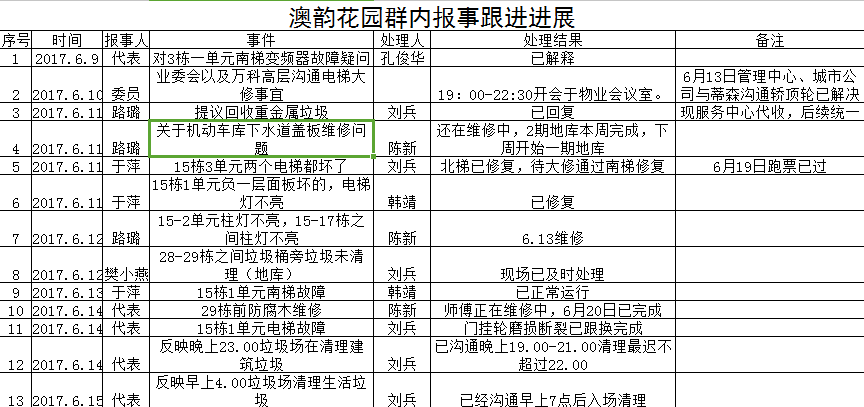 澳韵花园群内报事跟进进展
序号 时间 报事人 事件 处理人 处理结果 备注
1 2017.6.9 代表 对3栋一单元南梯变频器故障疑问 孔俊华 已解释
2 2017.6.10 委员 业委会以及万科高层沟通电梯大修事宜 19：00-22:30开会于物业会议室。 6月13日管理中心、城市公司与蒂森沟通轿顶轮已解决
3 2017.6.11 路璐 提议回收重金属垃圾 刘兵 已回复 现服务中心代收，后续统一
4 2017.6.11 路璐 关于机动车库下水道盖板维修问题 陈新 还在维修中，2期地库本周完成，下周开始一期地库
5 2017.6.11 于萍 15栋3单元两个电梯都坏了 刘兵 北梯已修复，待大修通过南梯修复 6月19日跑票已过
6 2017.6.11 于萍 15栋1单元负一层面板坏的，电梯灯不亮 韩靖 已修复
7 2017.6.12 路璐 15-2单元柱灯不亮，15-17栋之间柱灯不亮 陈新 6.13维修
8 2017.6.12 樊小燕 28-29栋之间垃圾桶旁垃圾未清理（地库） 刘兵 现场已及时处理
9 2017.6.13 于萍 15栋1单元南梯故障 韩靖 已正常运行
10 2017.6.14 代表 29栋前防腐木维修 陈新 师傅正在维修中，6月20日已完成
11 2017.6.14 代表 15栋1单元电梯故障 刘兵 门挂轮磨损断裂已跟换完成
12 2017.6.14 代表 反映晚上23.00垃圾场在清理建筑垃圾 刘兵 已沟通晚上19.00-21.00清理最迟不超过22.00
13 2017.6.15 代表 反映早上4.00垃圾场清理生活垃圾 刘兵 已经沟通早上7点后入场清理